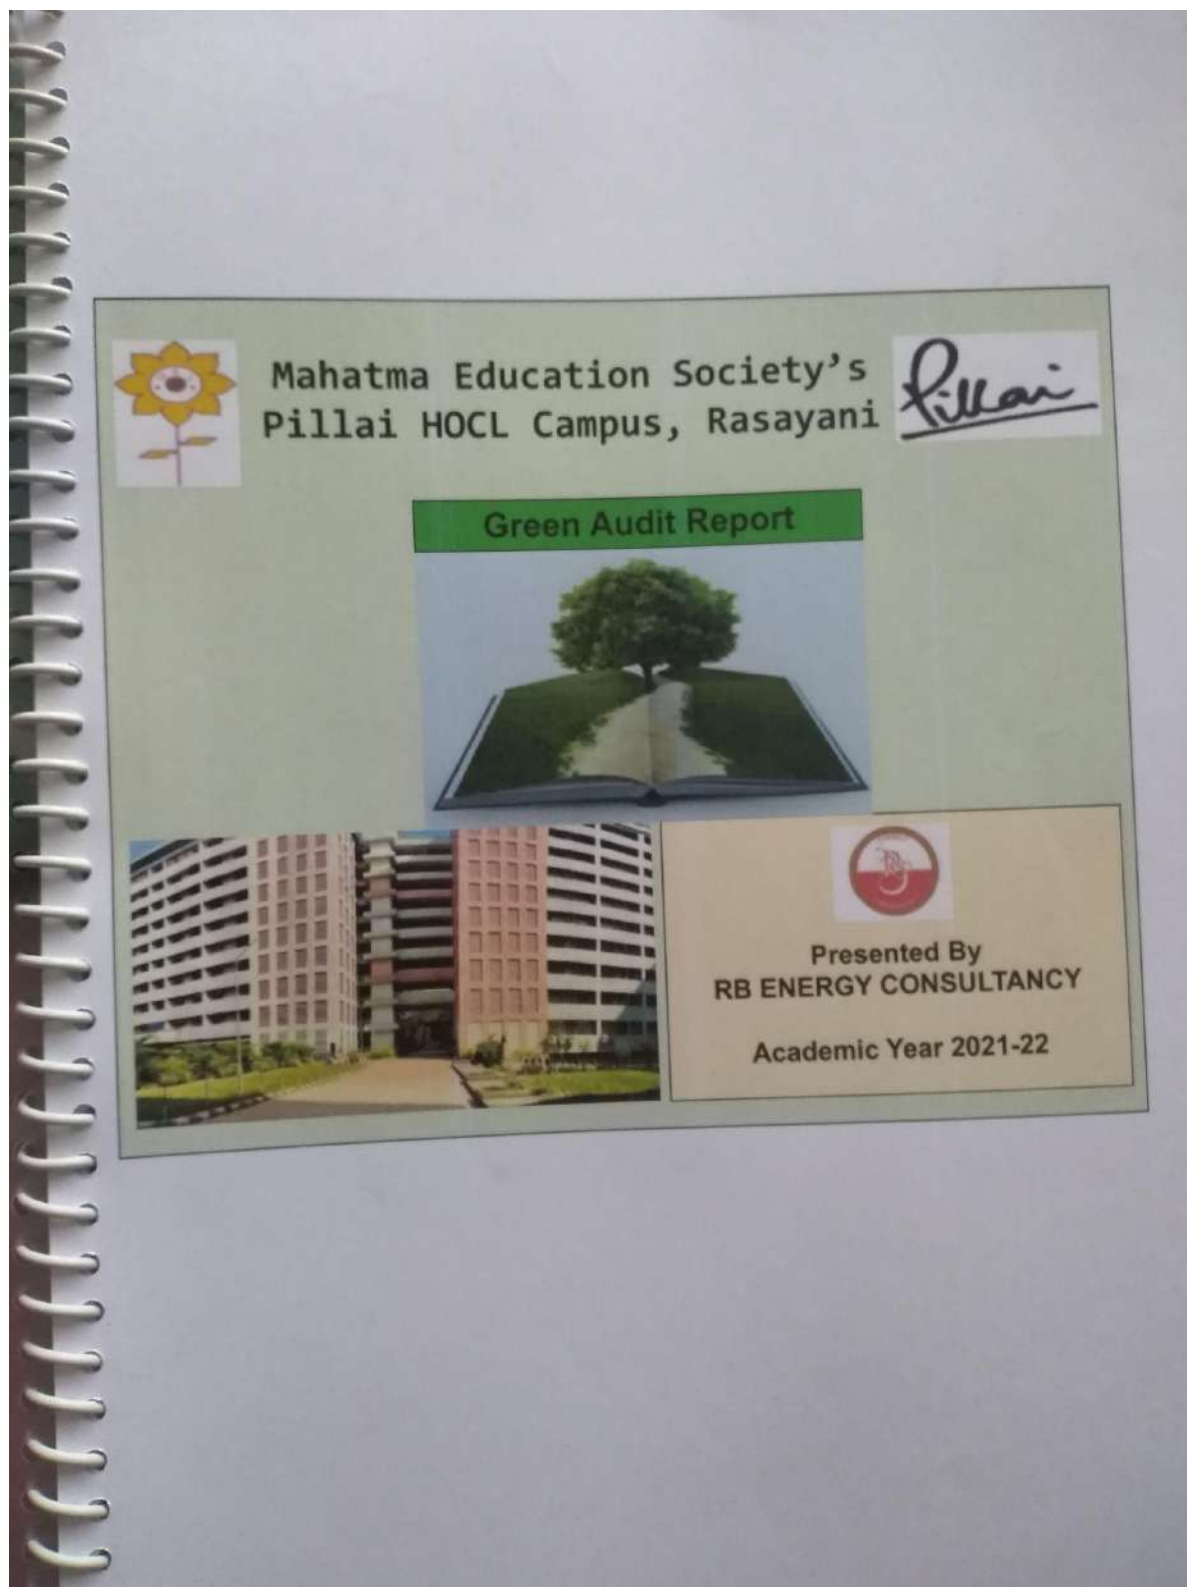 Mahatma Education Society's
Pillai HOCL Campus, Rasayani
Pillai
Green Audit Report
Presented By
RB ENERGY CONSULTANCY
Academic Year 2021-22